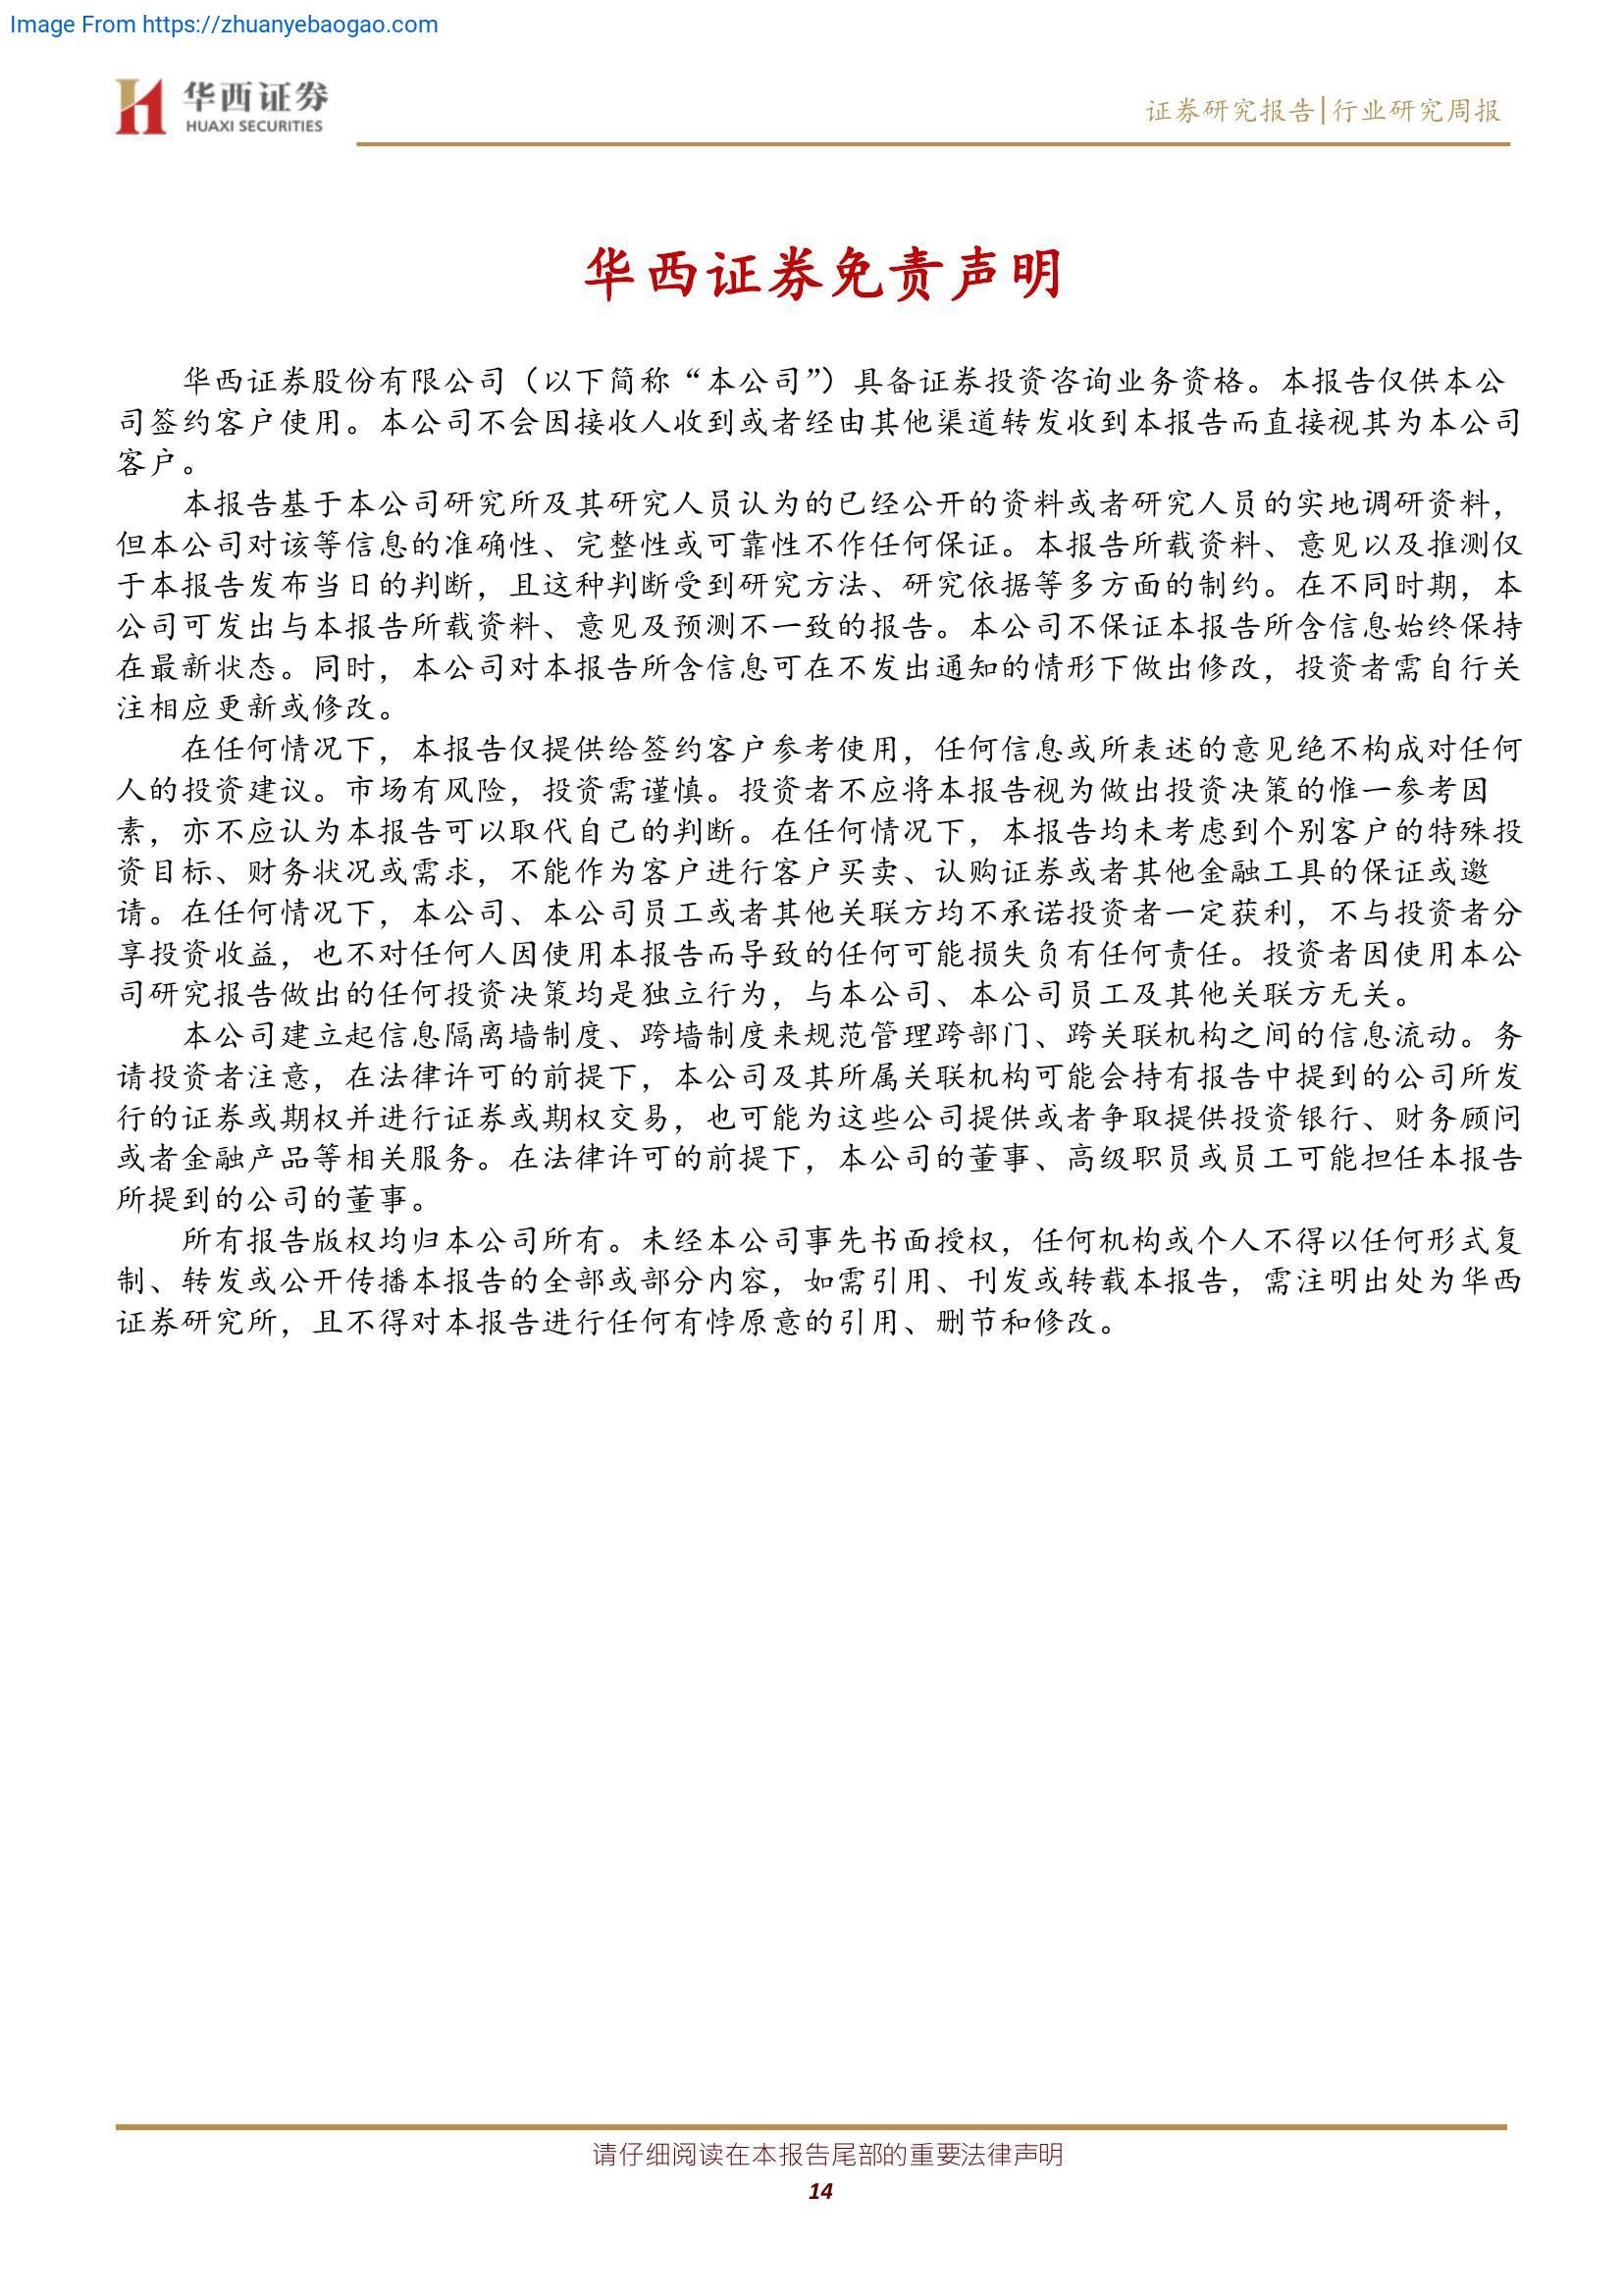 Image From https://zhuanyebaogao.com
华西证券
HUAXI SECURITIES
证券研究报告|行业研究周报
华西证券免责声明
华西证券股份有限公司（以下简称“本公司”）具备证券投资咨询业务资格。本报告仅供本公
司签约客户使用。本公司不会因接收人收到或者经由其他渠道转发收到本报告而直接视其为本公司
客户。
本报告基于本公司研究所及其研究人员认为的已经公开的资料或者研究人员的实地调研资料，
但本公司对该等信息的准确性、完整性或可靠性不作任何保证。本报告所载资料、意见以及推测仅
于本报告发布当日的判断，且这种判断受到研究方法、研究依据等多方面的制约。在不同时期，本
公司可发出与本报告所载资料、意见及预测不一致的报告。本公司不保证本报告所含信息始终保持
在最新状态。同时，本公司对本报告所含信息可在不发出通知的情形下做出修改，投资者需自行关
注相应更新或修改。
在任何情况下，本报告仅提供给签约客户参考使用，任何信息或所表述的意见绝不构成对任何
人的投资建议。市场有风险，投资需谨慎。投资者不应将本报告视为做出投资决策的惟一参考因
素，亦不应认为本报告可以取代自己的判断。在任何情况下，本报告均未考虑到个别客户的特殊投
资目标、财务状况或需求，不能作为客户进行客户买卖、认购证券或者其他金融工具的保证或邀
请。在任何情况下，本公司、本公司员工或者其他关联方均不承诺投资者一定获利，不与投资者分
享投资收益，也不对任何人因使用本报告而导致的任何可能损失负有任何责任。投资者因使用本公
司研究报告做出的任何投资决策均是独立行为，与本公司、本公司员工及其他关联方无关。
本公司建立起信息隔离墙制度、跨墙制度来规范管理跨部门、跨关联机构之间的信息流动。务
请投资者注意，在法律许可的前提下，本公司及其所属关联机构可能会持有报告中提到的公司所发
行的证券或期权并进行证券或期权交易，也可能为这些公司提供或者争取提供投资银行、财务顾问
或者金融产品等相关服务。在法律许可的前提下，本公司的董事、高级职员或员工可能担任本报告
所提到的公司的董事。
所有报告版权均归本公司所有。未经本公司事先书面授权，任何机构或个人不得以任何形式复
制、转发或公开传播本报告的全部或部分内容，如需引用、刊发或转载本报告，需注明出处为华西
证券研究所，且不得对本报告进行任何有悖原意的引用、删节和修改。
请仔细阅读在本报告尾部的重要法律声明
14